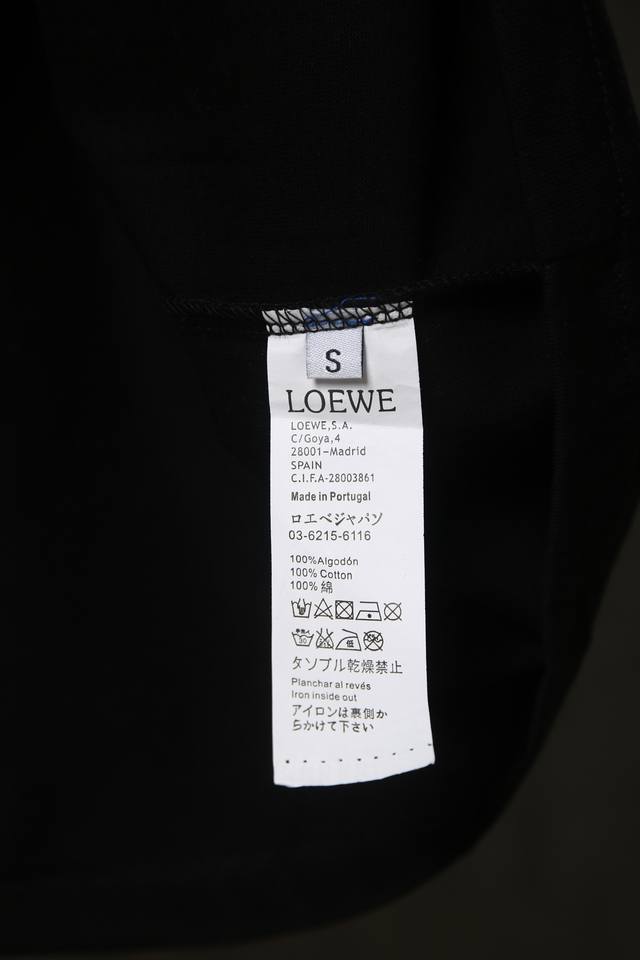 S
LOEWE
LOEWE,S.A.
C/Goya,4
28001-Madrid
SPAIN
C.I.F.A-28003861
Made in Portugal
ロエベジャパソ
03-6215-6116
100%Algodón
100% Cotton
100% 綿
タソブル乾燥禁止
Planchar al revés
Iron inside out
アイロンは裏側か
らかけて下さい